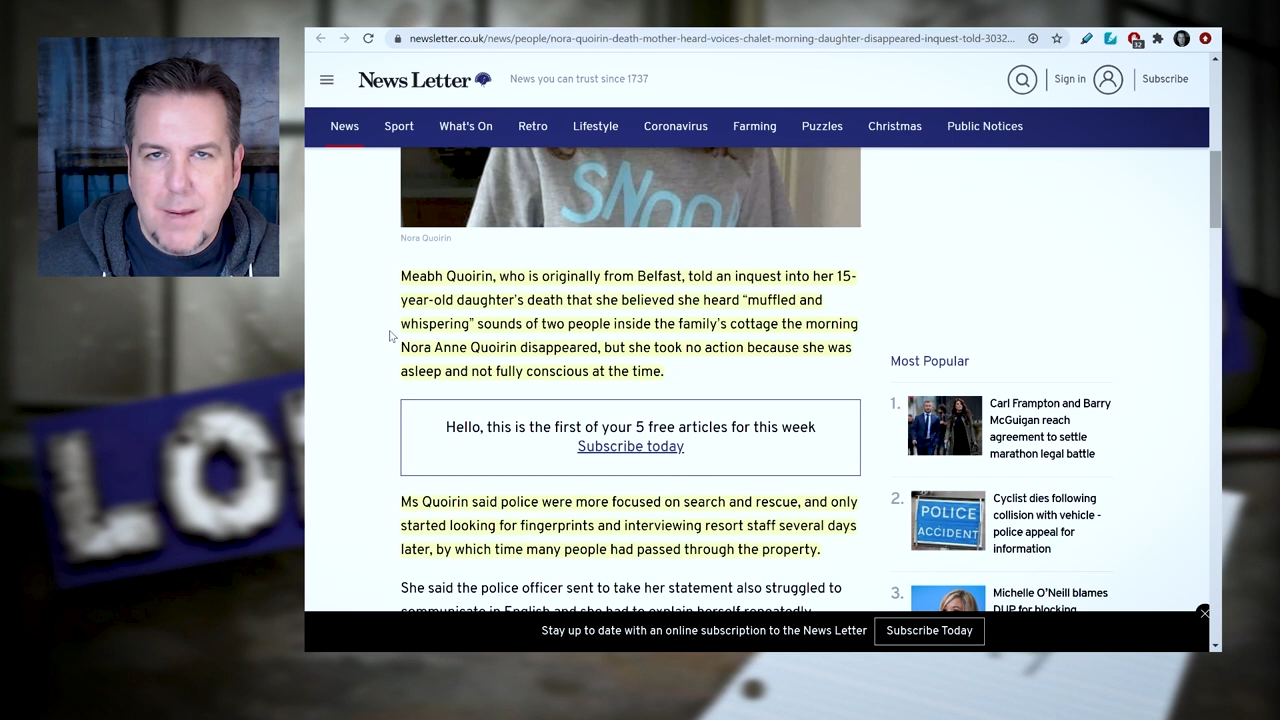 newsletter.co.uk/news/people/nora-quoirin-death-mother-heard-voices-chalet-morning-daughter-disappeared-inquest-told-3032...
32
News Letter
News you can trust since 1737
Sign in
Subscribe
News
Sport
What's On
Retro
Lifestyle
Coronavirus
Farming
Puzzles
Christmas
Public Notices
SNOO
Nora Quoirin
Meabh Quoirin, who is originally from Belfast, told an inquest into her 15-
year-old daughter's death that she believed she heard “muffled and
whispering” sounds of two people inside the family's cottage the morning
Nora Anne Quoirin disappeared, but she took no action because she was
asleep and not fully conscious at the time.
Hello, this is the first of your 5 free articles for this week
Subscribe today
Ms Quoirin said police were more focused on search and rescue, and only
started looking for fingerprints and interviewing resort staff several days
later, by which time many people had passed through the property.
She said the police officer sent to take her statement also struggled to
communicate in English and she had to explain herself repeatedly
Most Popular
1.
Carl Frampton and Barry
McGuigan reach
agreement to settle
marathon legal battle
2.
POLICE
ACCIDENT
Cyclist dies following
collision with vehicle -
police appeal for
information
3.
Michelle O'Neill blames
DUP for blocking
Stay up to date with an online subscription to the News Letter
Subscribe Today
LO